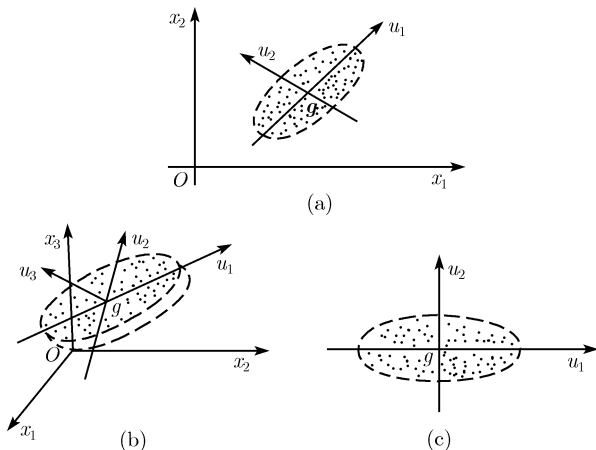 x₂
u₁
u₂
g
O
x₁
(a)
x₃
u₂
u₃
u₁
g
O
x₂
x₁
(b)
u₂
g
u₁
(c)